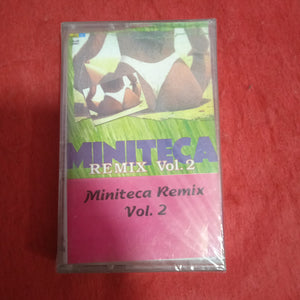 MINITECA
REMIX Vol. 2
Miniteca Remix
Vol. 2